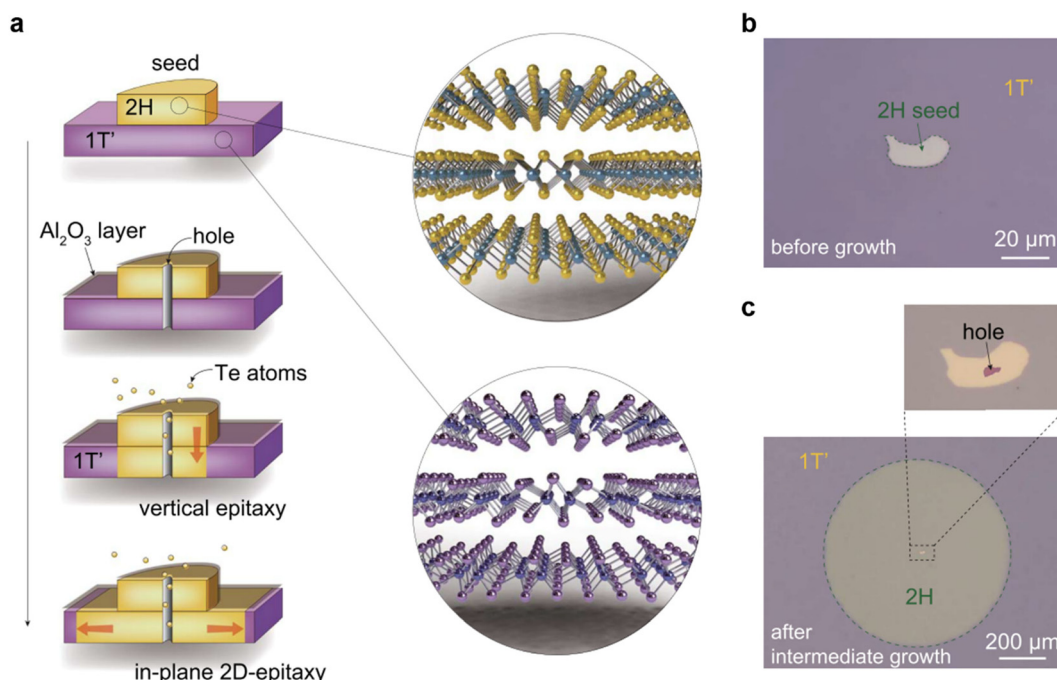 a
seed
2H
1T’
Al₂O₃ layer
hole
Te atoms
1T’
vertical epitaxy
in-plane 2D-epitaxy
b
1T’
2H seed
before growth
20 μm
c
hole
1T’
2H
after
intermediate growth
200 μm